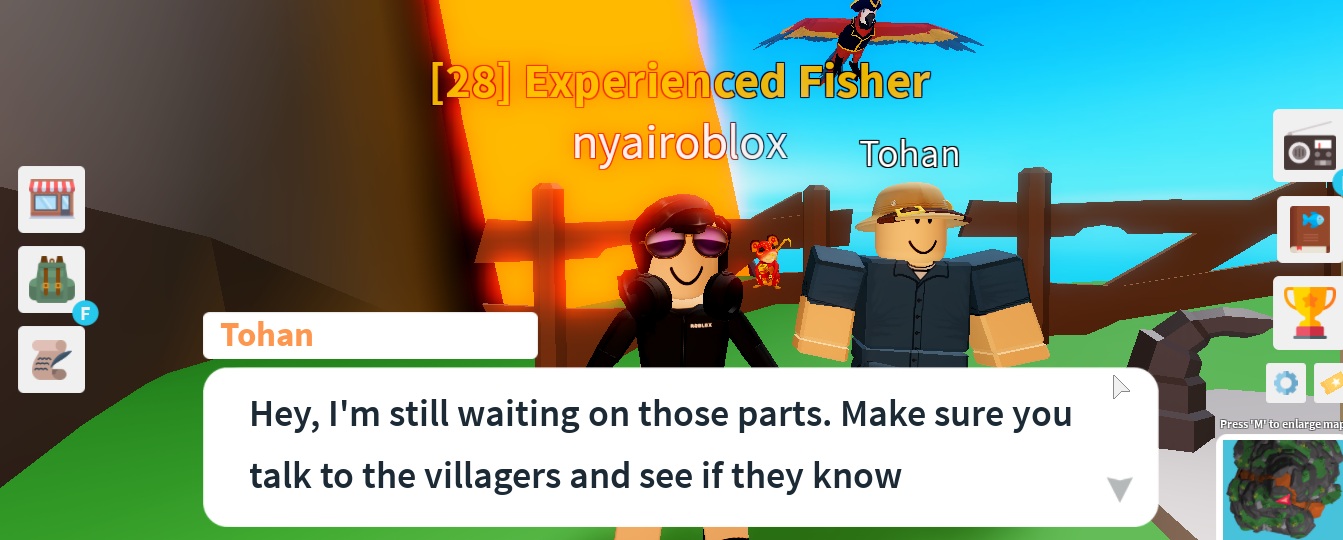 [28] Experienced Fisher
nyairoblox
Tohan
F
Tohan
ROBLOX
Hey, I'm still waiting on those parts. Make sure you
talk to the villagers and see if they know
Press 'M' to enlarge map